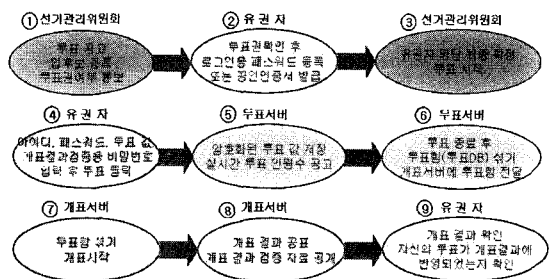 ① 선거관리위원회
투표 공고
입후보 등록
투표권여부 통보
② 유 권 자
투표권확인 후
로그인용 패스워드 등록
또는 공인인증서 발급
③ 선거관리위원회
유권자 명단 확정
투표 시작
④ 유 권 자
아이디, 패스워드, 투표 값
개표결과검증용 비밀번호
입력 후 투표 클릭
⑤ 투표서버
암호화된 투표 값 저장
실시간 투표 인원수 공고
⑥ 투표서버
투표 종료 후
투표함(투표DB) 섞기
개표서버에 투표함 전달
⑦ 개표서버
투표함 섞기
개표시작
⑧ 개표서버
개표 결과 공표
개표 결과 검증 자료 공개
⑨ 유 권 자
개표 결과 확인
자신의 투표가 개표결과에
반영되었는지 확인